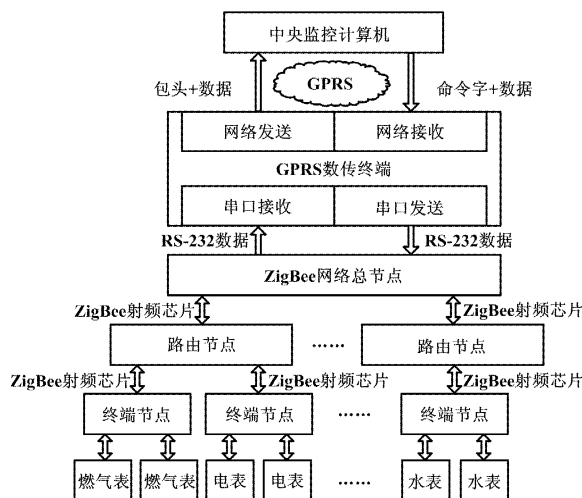 中央监控计算机
包头+数据
GPRS
命令字+数据
网络发送
网络接收
GPRS数传终端
串口接收
串口发送
RS-232数据
RS-232数据
ZigBee网络总节点
ZigBee射频芯片
ZigBee射频芯片
路由节点
……
路由节点
ZigBee射频芯片
ZigBee射频芯片
ZigBee射频芯片
终端节点
终端节点
……
终端节点
燃气表
燃气表
电表
电表
……
水表
水表